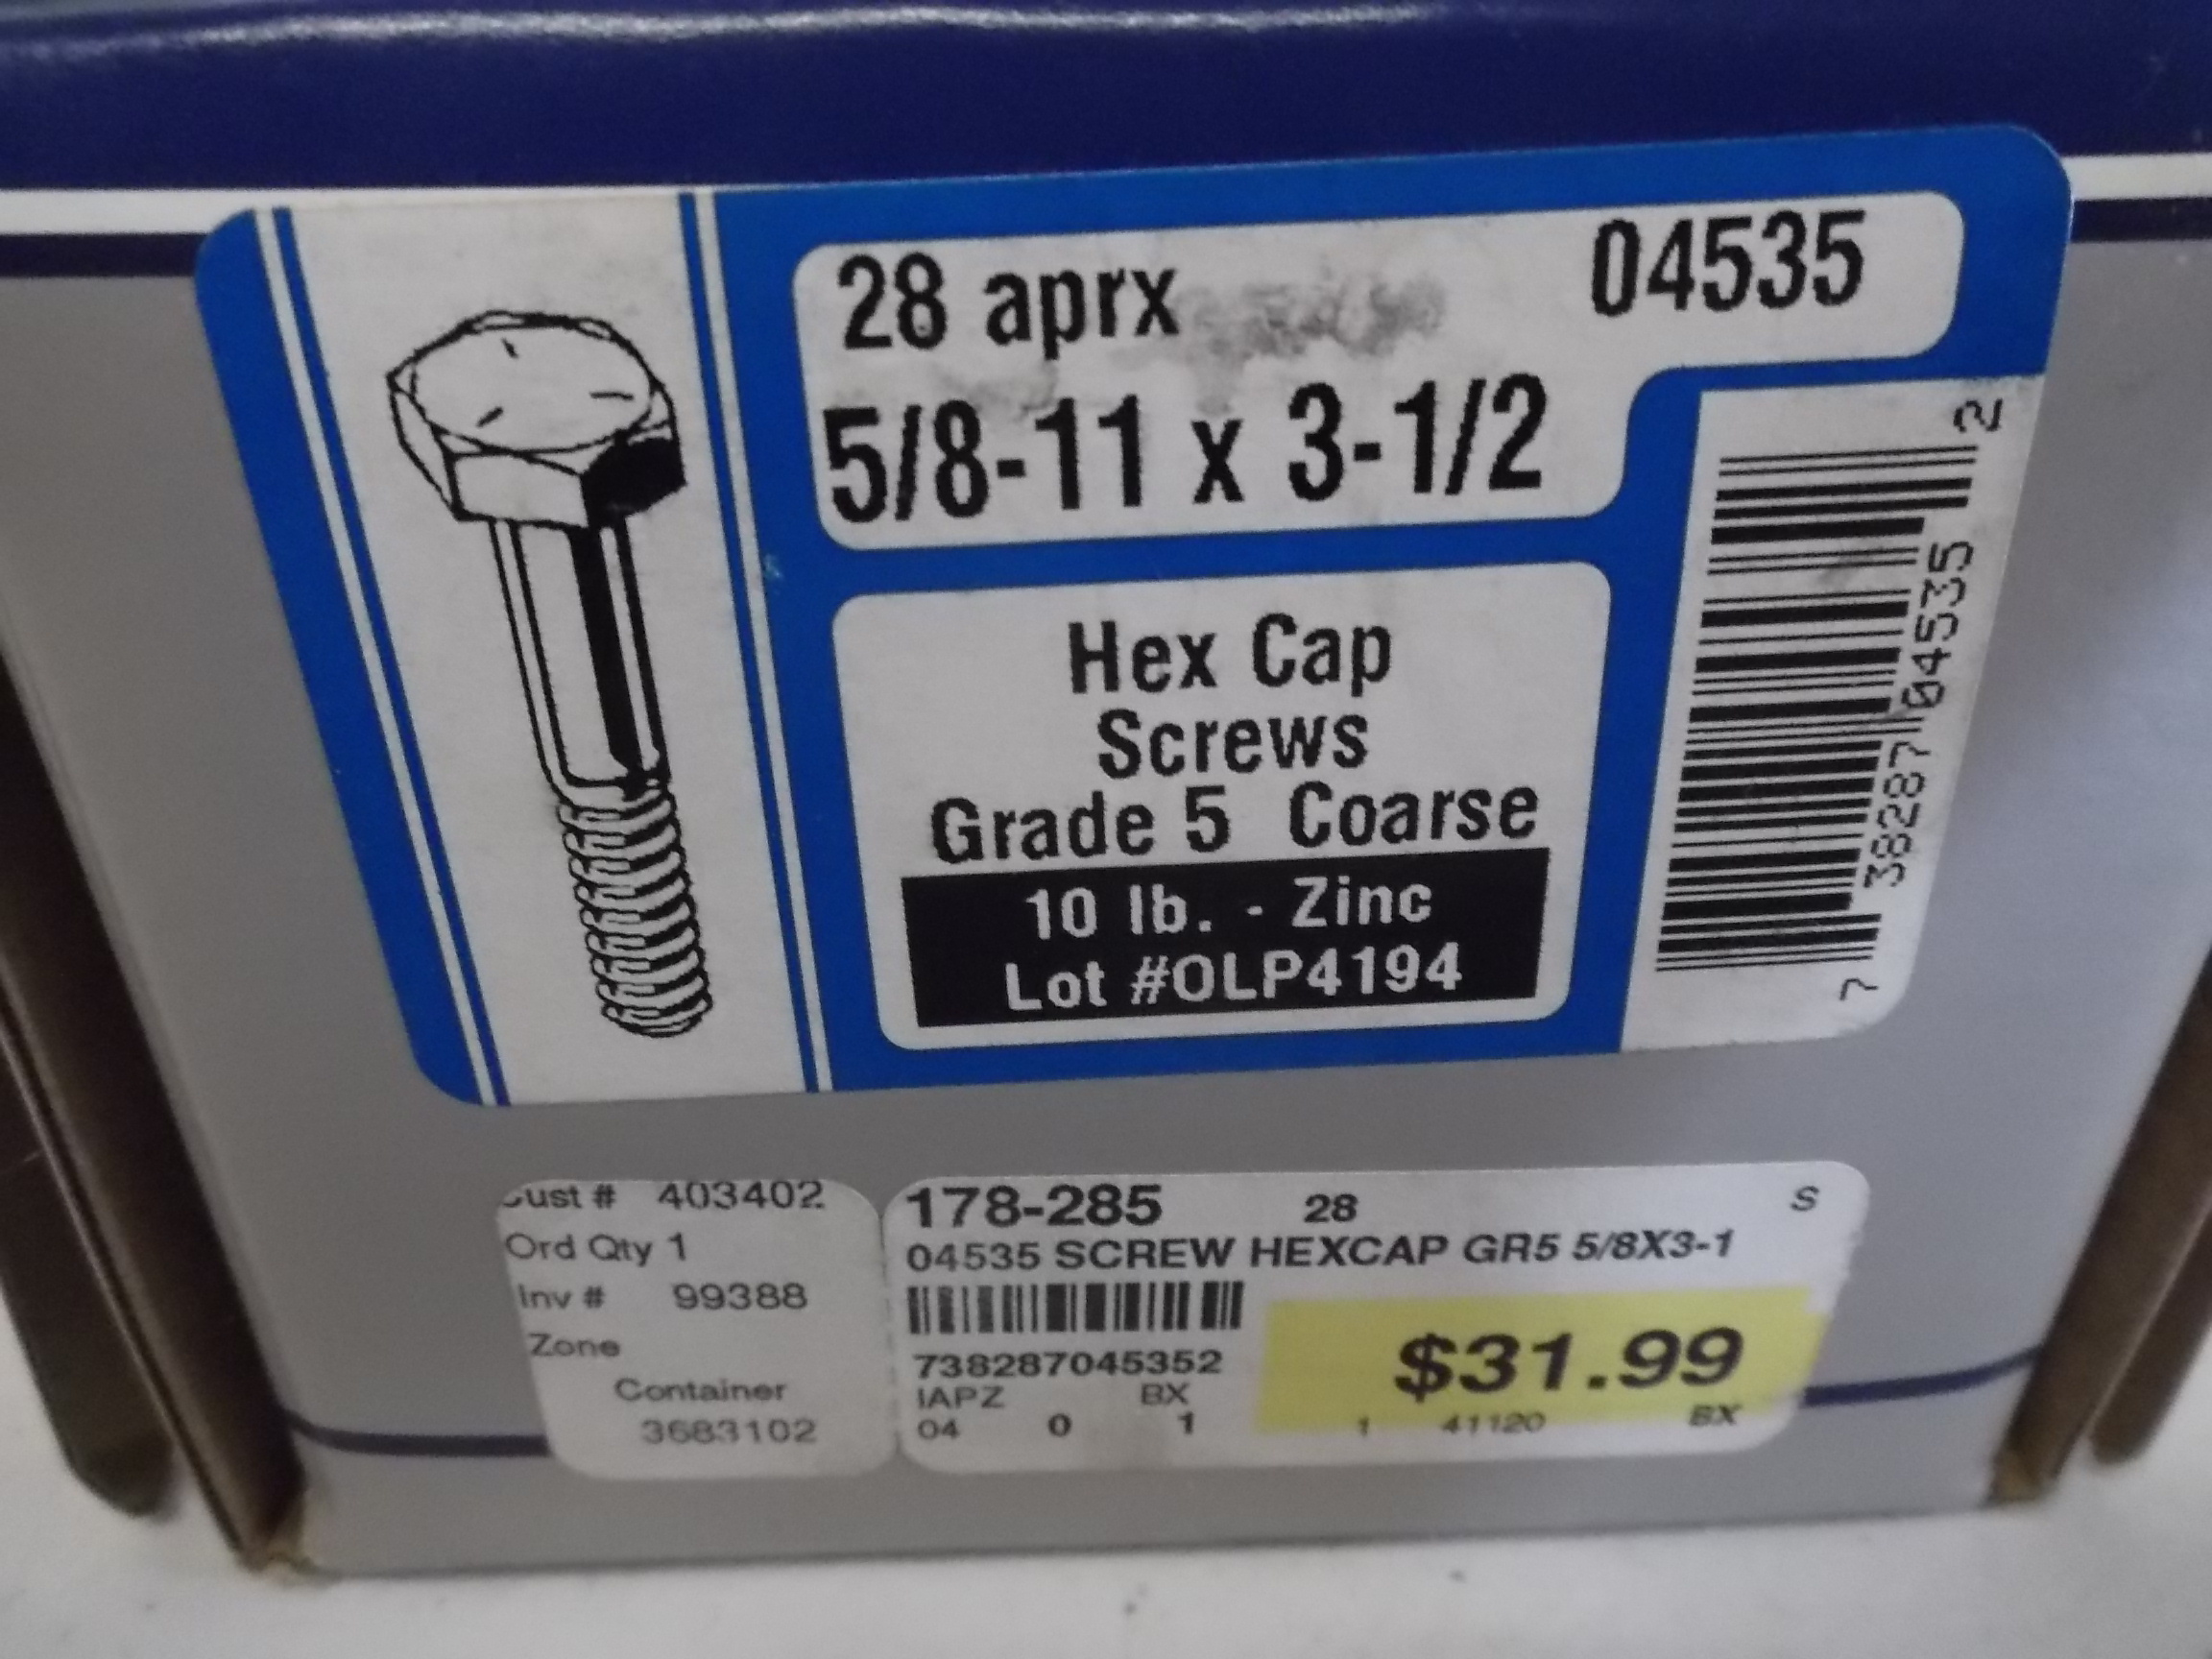 28 aprx 04535
5/8-11 x 3-1/2
Hex Cap
Screws
Grade 5 Coarse
10 lb. - Zinc
Lot #OLP4194
7 38287 04535 2
Cust # 403402
Ord Qty 1
Inv # 99388
Zone
Container
3683102
178-285 28 S
04535 SCREW HEXCAP GR5 5/8X3-1
738287045352
IAPZ BX
04 0 1
$31.99
1 41120 BX